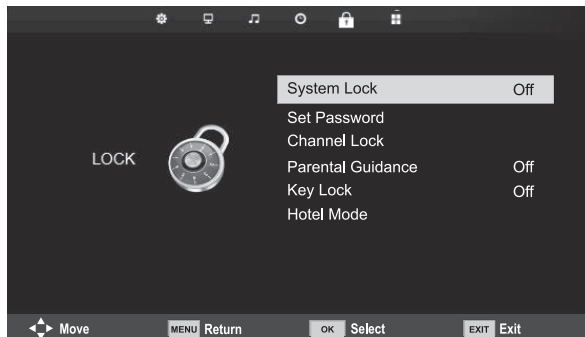 LOCK
System Lock Off
Set Password
Channel Lock
Parental Guidance Off
Key Lock Off
Hotel Mode
Move MENU Return OK Select EXIT Exit